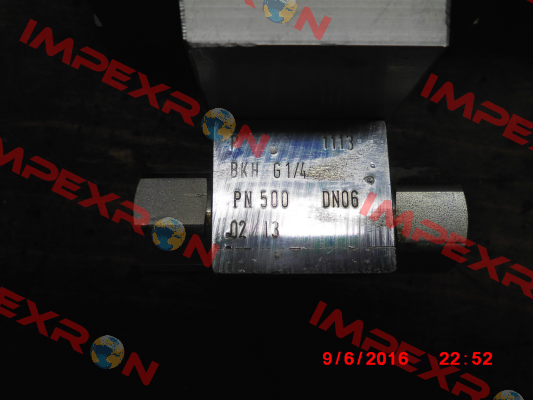 IMPEXRON
IMPEXRON
1113
BKH G1/4
PN 500 DN06
02 13
IMPEXRON
IMPEXRON
IMPEXRON
9/6/2016 22:52